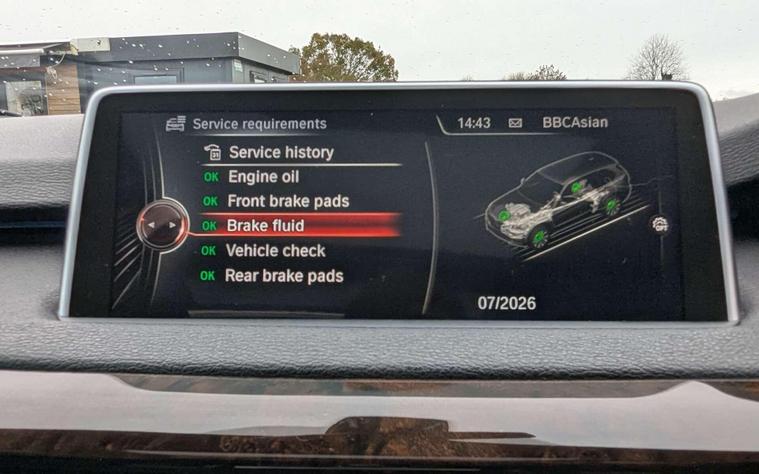 Service requirements
14:43
BBCAsian
Service history
OK Engine oil
OK Front brake pads
OK Brake fluid
OK Vehicle check
OK Rear brake pads
07/2026